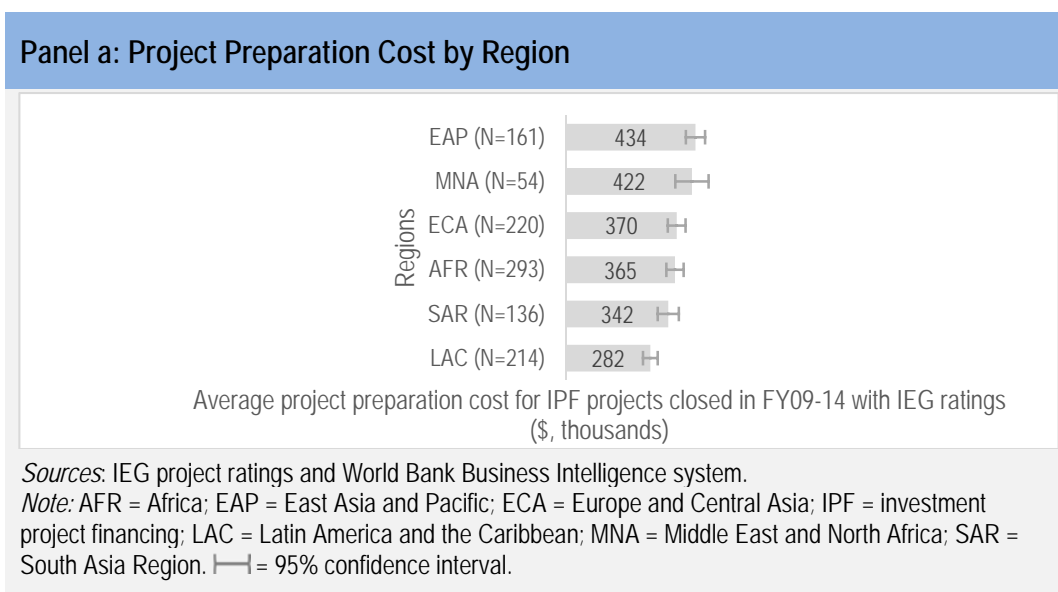 Panel a: Project Preparation Cost by Region
Regions
EAP (N=161) 434
MNA (N=54) 422
ECA (N=220) 370
AFR (N=293) 365
SAR (N=136) 342
LAC (N=214) 282
Average project preparation cost for IPF projects closed in FY09-14 with IEG ratings
($, thousands)
Sources: IEG project ratings and World Bank Business Intelligence system.
Note: AFR = Africa; EAP = East Asia and Pacific; ECA = Europe and Central Asia; IPF = investment
project financing; LAC = Latin America and the Caribbean; MNA = Middle East and North Africa; SAR =
South Asia Region. = 95% confidence interval.